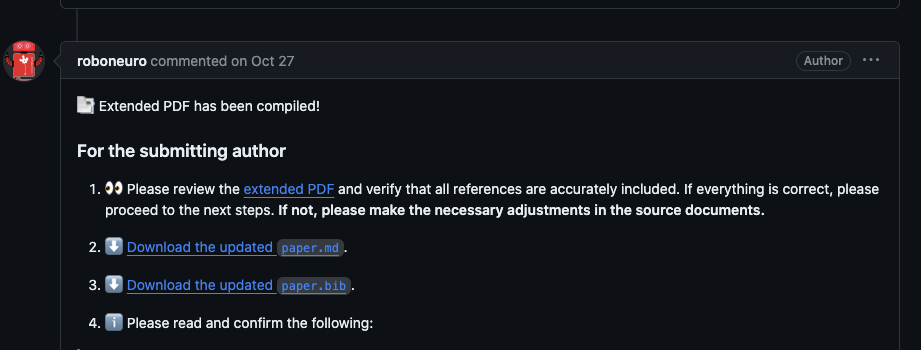 roboneuro commented on Oct 27
Author
Extended PDF has been compiled!
For the submitting author
1. Please review the extended PDF and verify that all references are accurately included. If everything is correct, please
proceed to the next steps. If not, please make the necessary adjustments in the source documents.
2. Download the updated paper.md.
3. Download the updated paper.bib.
4. Please read and confirm the following: